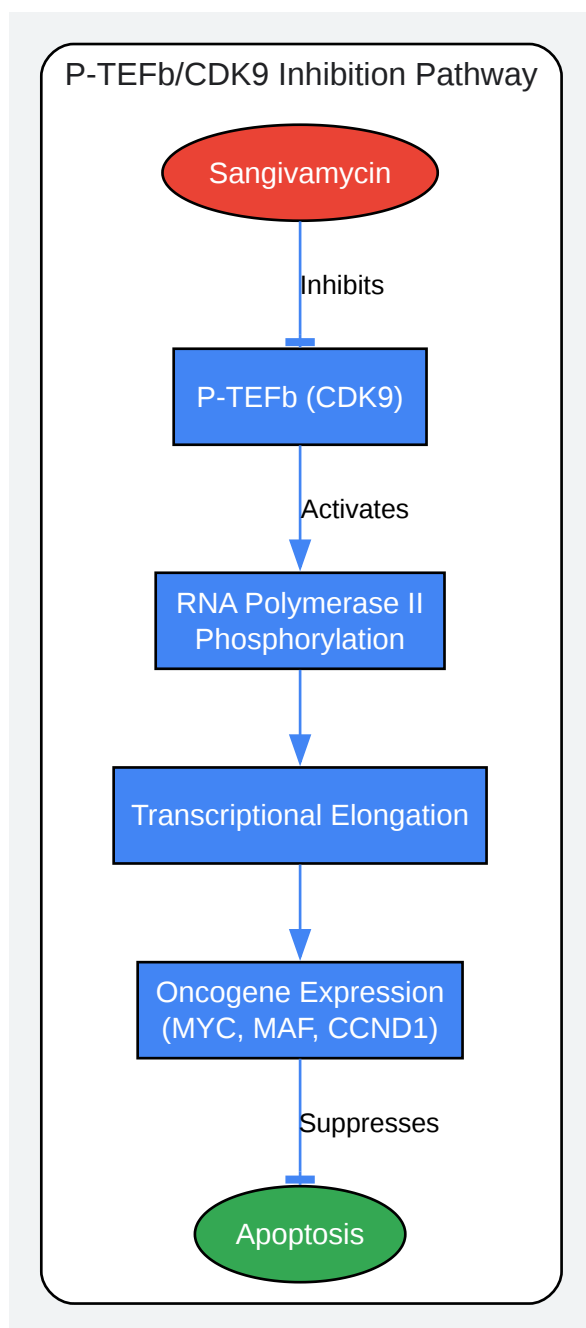 P-TEFb/CDK9 Inhibition Pathway
Sangivamycin
Inhibits
P-TEFb (CDK9)
Activates
RNA Polymerase II
Phosphorylation
Transcriptional Elongation
Oncogene Expression
(MYC, MAF, CCND1)
Suppresses
Apoptosis